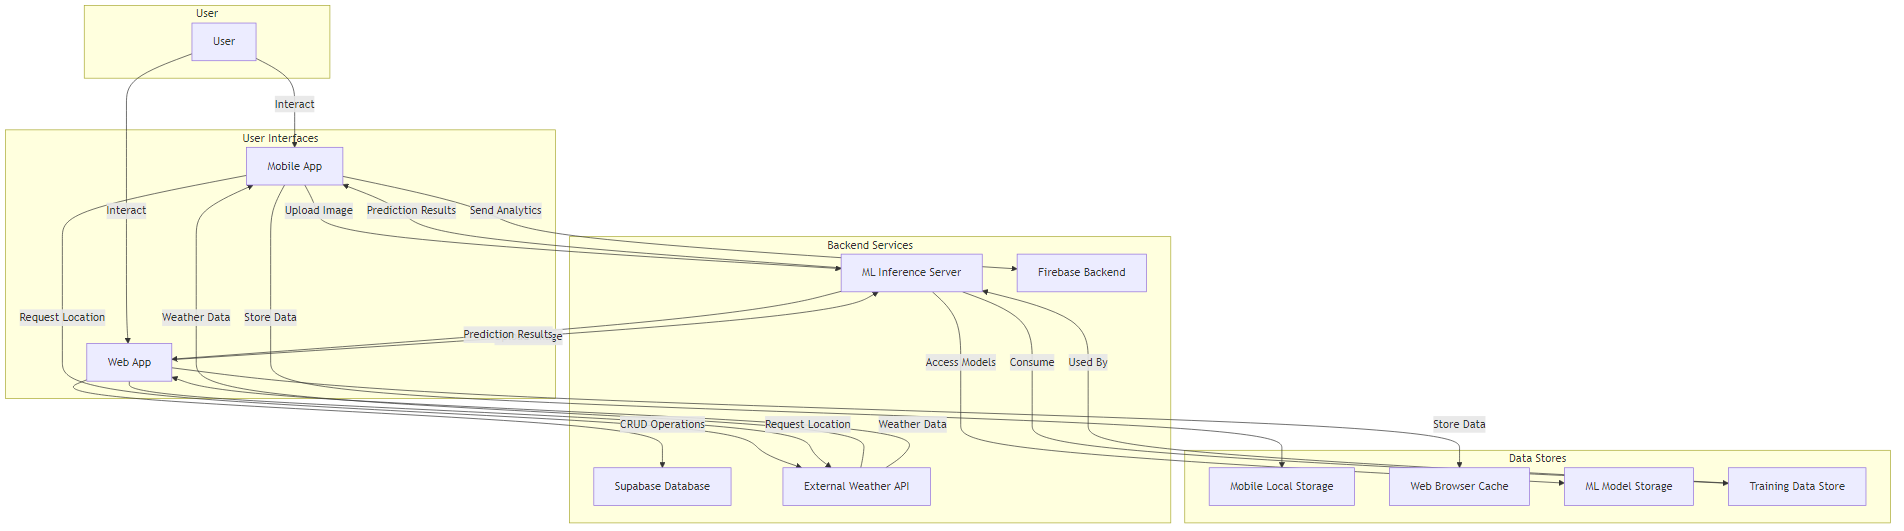 User
User
Interact
User Interfaces
Mobile App
Interact
Upload Image
Prediction Results
Send Analytics
Backend Services
ML Inference Server
Firebase Backend
Request Location
Weather Data
Store Data
Prediction Results
Web App
Access Models
Consume
Used By
CRUD Operations
Request Location
Weather Data
Store Data
Data Stores
Supabase Database
External Weather API
Mobile Local Storage
Web Browser Cache
ML Model Storage
Training Data Store